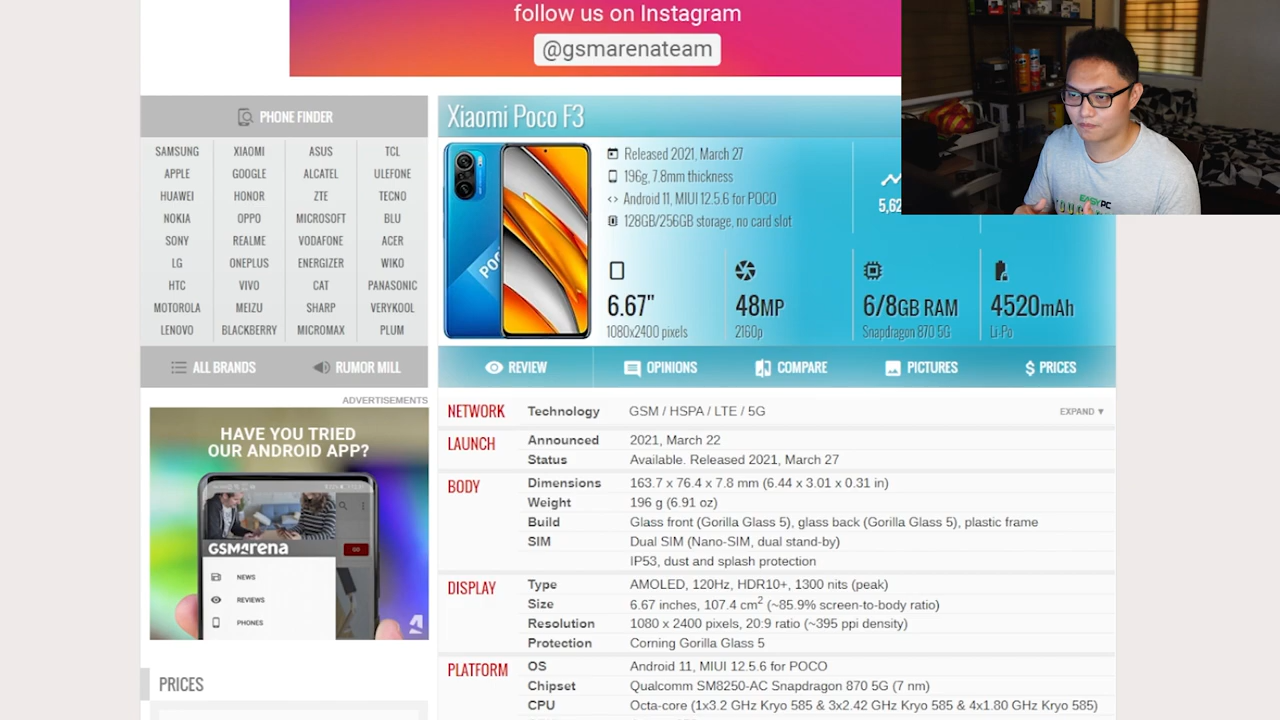 follow us on Instagram
@gsmarenateam
PHONE FINDER
SAMSUNG XIAOMI ASUS TCL
APPLE GOOGLE ALCATEL ULEFONE
HUAWEI HONOR ZTE TECNO
NOKIA OPPO MICROSOFT BLU
SONY REALME VODAFONE ACER
LG ONEPLUS ENERGIZER WIKO
HTC VIVO CAT PANASONIC
MOTOROLA MEIZU SHARP VERYKOOL
LENOVO BLACKBERRY MICROMAX PLUM
ALL BRANDS RUMOR MILL
ADVERTISEMENTS
HAVE YOU TRIED
OUR ANDROID APP?
GSMArena
GO
NEWS
REVIEWS
PHONES
PRICES
Xiaomi Poco F3
POCO
Released 2021, March 27
196g, 7.8mm thickness
Android 11, MIUI 12.5.6 for POCO
128GB/256GB storage, no card slot
5,62
EASYPC
6.67" 48MP 6/8GB RAM 4520mAh
1080x2400 pixels 2160p Snapdragon 870 5G Li-Po
REVIEW OPINIONS COMPARE PICTURES $ PRICES
NETWORK Technology GSM / HSPA / LTE / 5G EXPAND ▼
LAUNCH Announced 2021, March 22
Status Available. Released 2021, March 27
BODY Dimensions 163.7 x 76.4 x 7.8 mm (6.44 x 3.01 x 0.31 in)
Weight 196 g (6.91 oz)
Build Glass front (Gorilla Glass 5), glass back (Gorilla Glass 5), plastic frame
SIM Dual SIM (Nano-SIM, dual stand-by)
IP53, dust and splash protection
DISPLAY Type AMOLED, 120Hz, HDR10+, 1300 nits (peak)
Size 6.67 inches, 107.4 cm2 (~85.9% screen-to-body ratio)
Resolution 1080 x 2400 pixels, 20:9 ratio (~395 ppi density)
Protection Corning Gorilla Glass 5
PLATFORM OS Android 11, MIUI 12.5.6 for POCO
Chipset Qualcomm SM8250-AC Snapdragon 870 5G (7 nm)
CPU Octa-core (1x3.2 GHz Kryo 585 & 3x2.42 GHz Kryo 585 & 4x1.80 GHz Kryo 585)